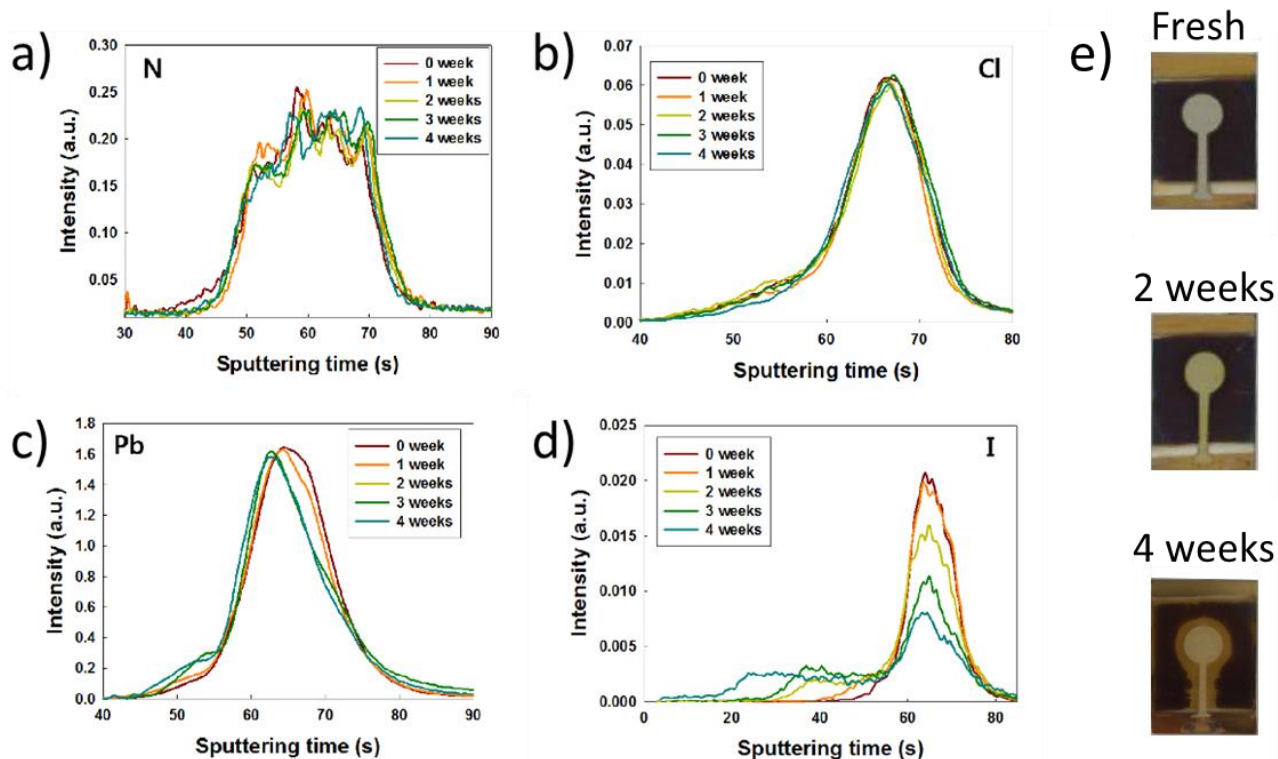 a)
N
Intensity (a.u.)
0.30
0.25
0.20
0.15
0.10
0.05
30 40 50 60 70 80 90
Sputtering time (s)
0 week
1 week
2 weeks
3 weeks
4 weeks
b)
Cl
Intensity (a.u.)
0.07
0.06
0.05
0.04
0.03
0.02
0.01
0.00
40 50 60 70 80
Sputtering time (s)
0 week
1 week
2 weeks
3 weeks
4 weeks
c)
Pb
Intensity (a.u.)
1.8
1.6
1.4
1.2
1.0
0.8
0.6
0.4
0.2
0.0
40 50 60 70 80 90
Sputtering time (s)
0 week
1 week
2 weeks
3 weeks
4 weeks
d)
I
Intensity (a.u.)
0.025
0.020
0.015
0.010
0.005
0.000
0 20 40 60 80
Sputtering time (s)
0 week
1 week
2 weeks
3 weeks
4 weeks
e)
Fresh
2 weeks
4 weeks